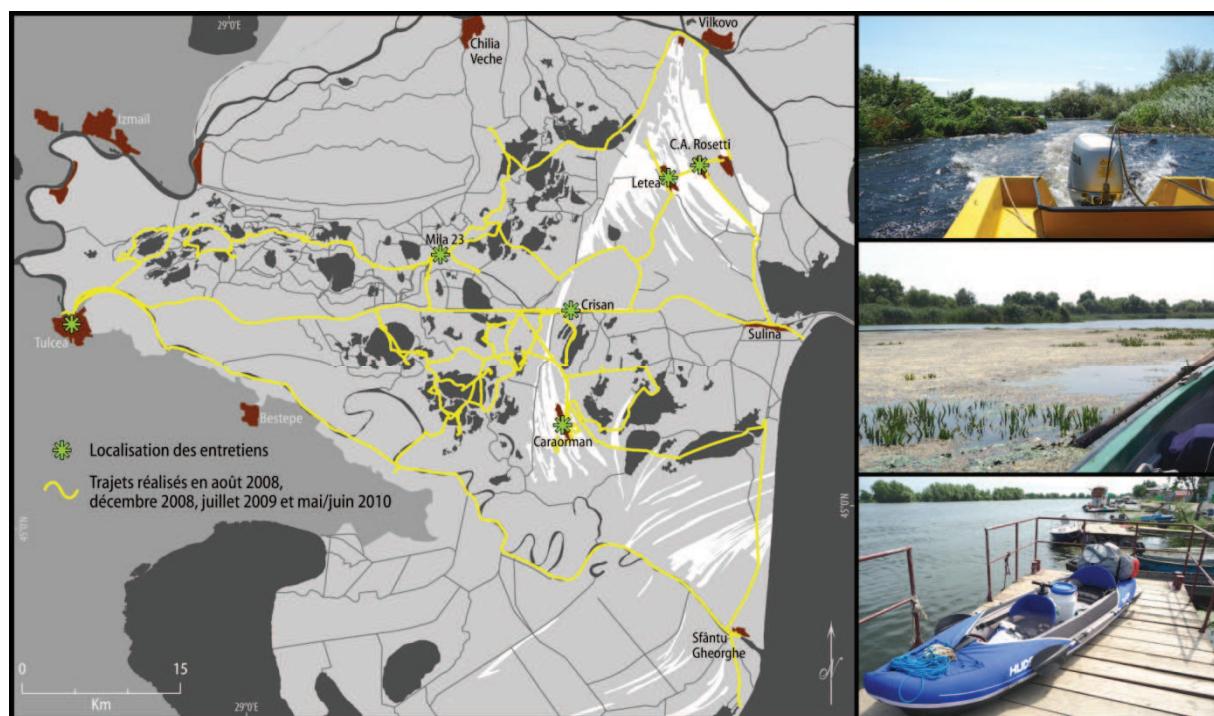 29°0'E
Vilkovo
Chilia
Veche
Izmail
C.A. Rosetti
Letea
Mila 23
Crisan
Tulcea
Sulina
Bestepe
Caraorman
Localisation des entretiens
Trajets réalisés en août 2008,
décembre 2008, juillet 2009 et mai/juin 2010
45°0'N
45°0'N
Sfântu
Gheorghe
0 15
Km
29°0'E
N